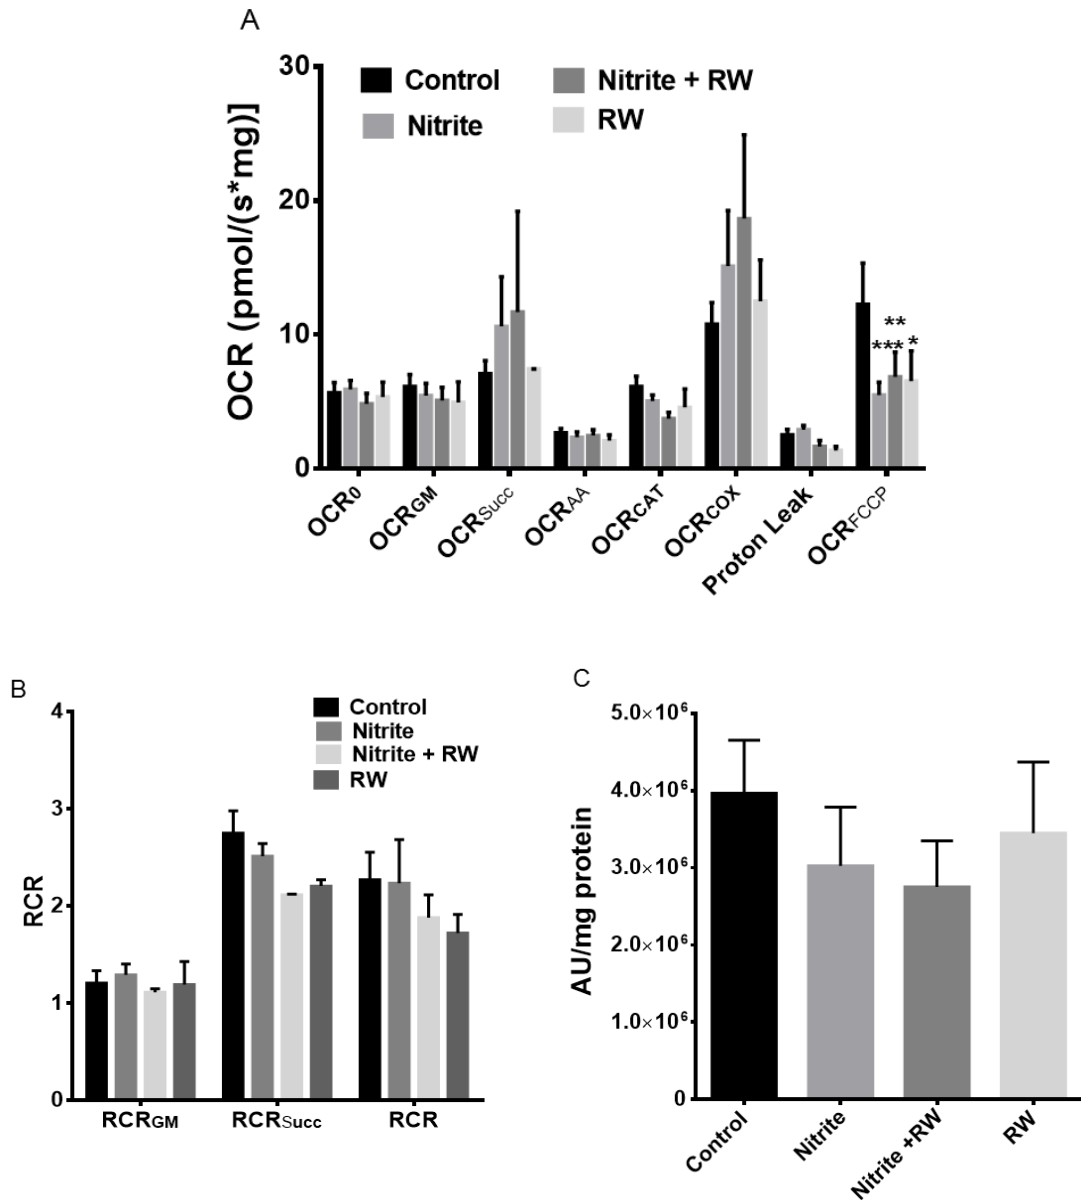 A
30
20
10
0
OCR (pmol/(s*mg)]
Control
Nitrite
Nitrite + RW
RW
**
***
*
OCR0
OCRGM
OCRSucc
OCRAA
OCRCAT
OCRCOX
Proton Leak
OCRFCCP
B
4
3
2
1
0
RCR
Control
Nitrite
Nitrite + RW
RW
RCRGM
RCRSucc
RCR
C
5.0×10⁶
4.0×10⁶
3.0×10⁶
2.0×10⁶
1.0×10⁶
0
AU/mg protein
Control
Nitrite
Nitrite +RW
RW